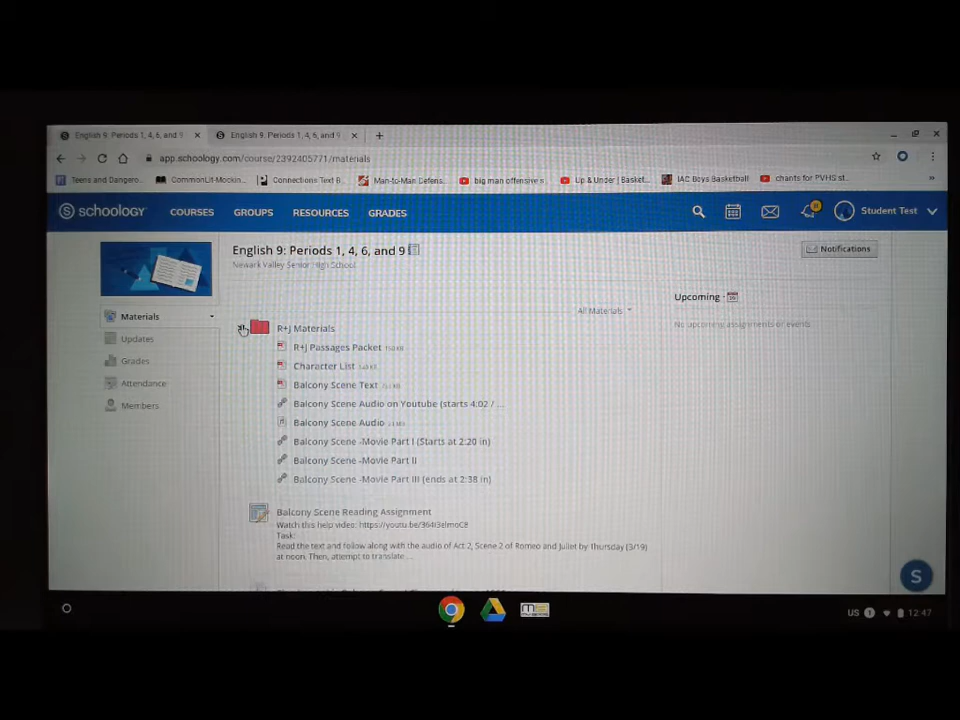 English 9: Periods 1, 4, 6, and 9
English 9: Periods 1, 4, 6, and 9
app.schoology.com/course/2392405771/materials
Teens and Dangero..
CommonLit-Mockin..
Connections Text B..
Man-to-Man Defens..
big man offensive s..
Up & Under | Basket..
IAC Boys Basketball
chants for PVHS st..
»
S schoology
COURSES
GROUPS
RESOURCES
GRADES
Student Test
English 9: Periods 1, 4, 6, and 9
Newark Valley Senior High School
Notifications
Materials
Updates
Grades
Attendance
Members
All Materials
Upcoming
No upcoming assignments or events
R+J Materials
R+J Passages Packet
Character List
Balcony Scene Text
Balcony Scene Audio on Youtube (starts 4:02 / ...
Balcony Scene Audio
Balcony Scene -Movie Part I (Starts at 2:20 in)
Balcony Scene -Movie Part II
Balcony Scene -Movie Part III (ends at 2:38 in)
Balcony Scene Reading Assignment
Watch this help video:
Task:
Read the text and follow along with the audio of Act 2, Scene 2 of Romeo and Juliet by Thursday (3/19)
at noon. Then, attempt to translate ...
S
US
1
12:47